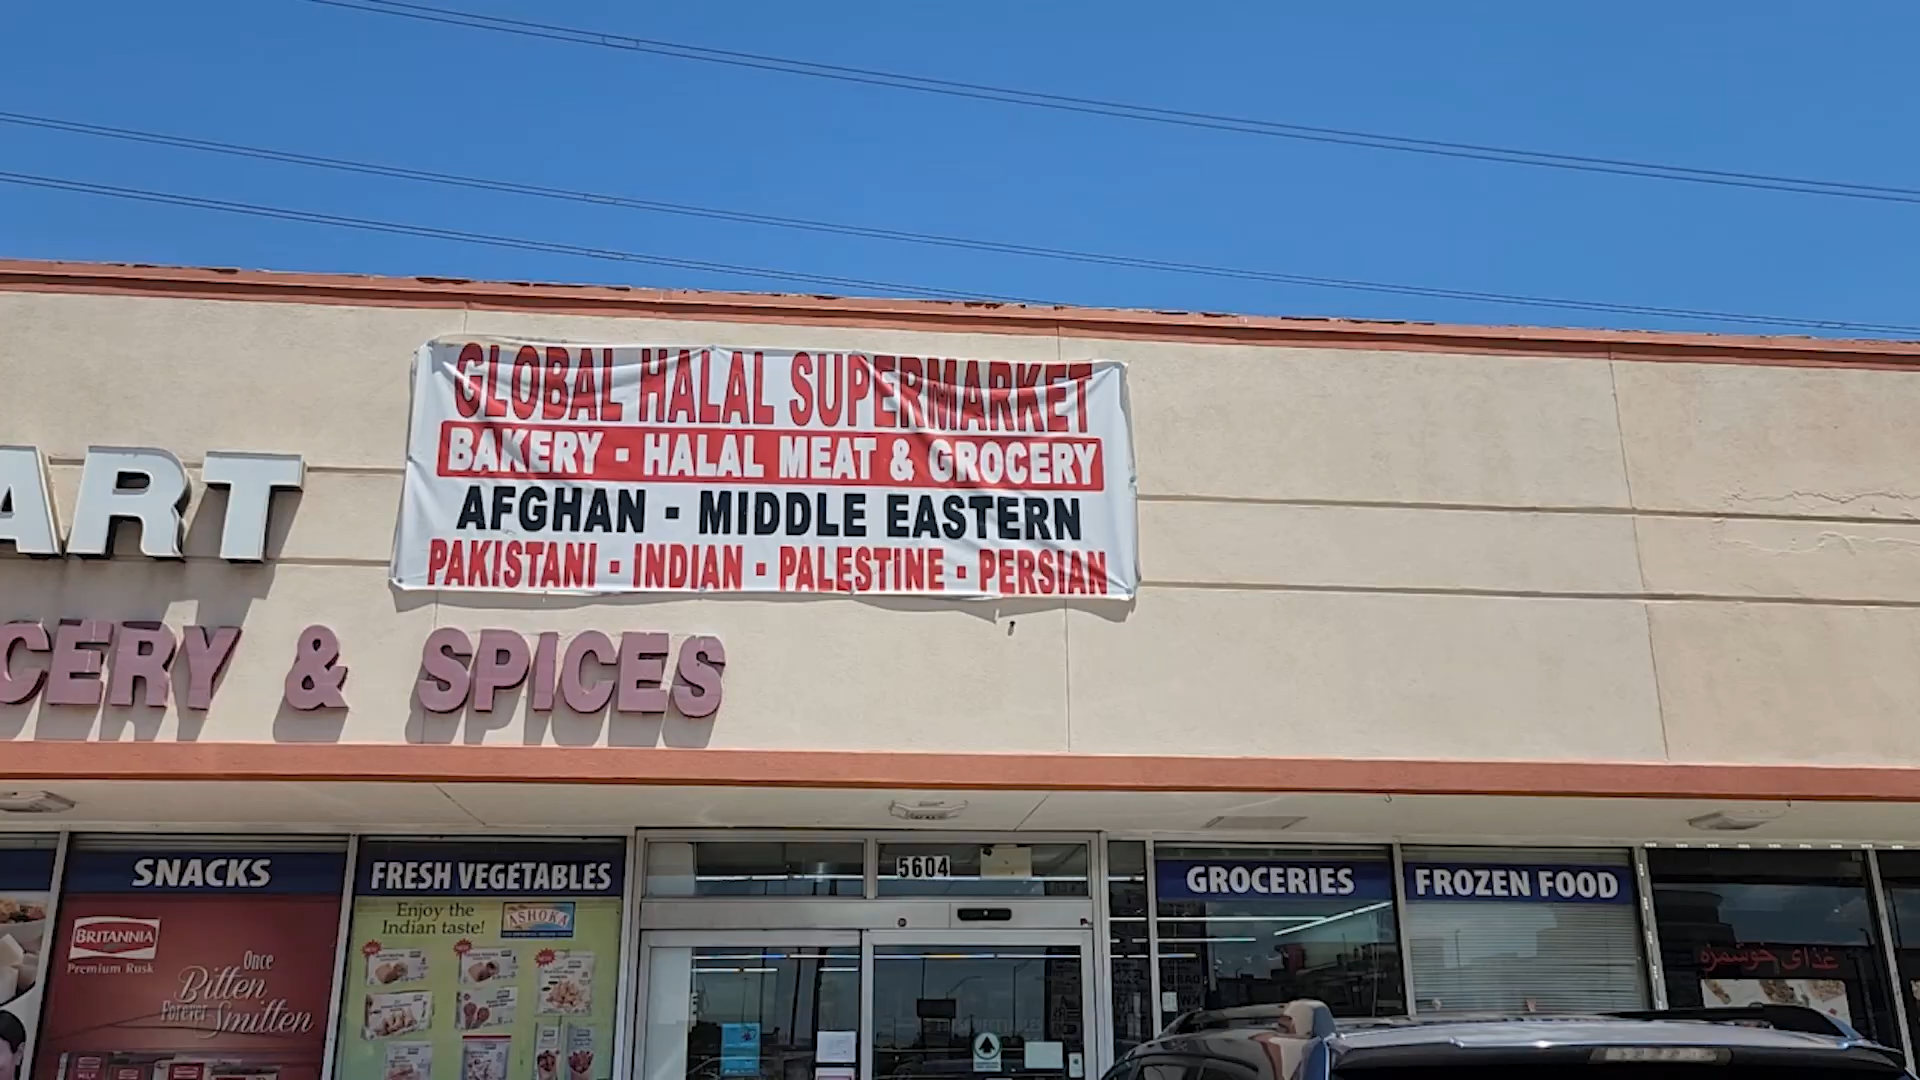 GLOBAL HALAL SUPERMARKET
BAKERY - HALAL MEAT & GROCERY
AFGHAN - MIDDLE EASTERN
PAKISTANI - INDIAN - PALESTINE - PERSIAN
ART
CERY & SPICES
SNACKS
FRESH VEGETABLES
5604
GROCERIES
FROZEN FOOD
BRITANNIA
Premium Rusk
Once
Bitten
Forever
Smitten
Enjoy the
Indian taste!
ASHOKA
غذای خوشمزه